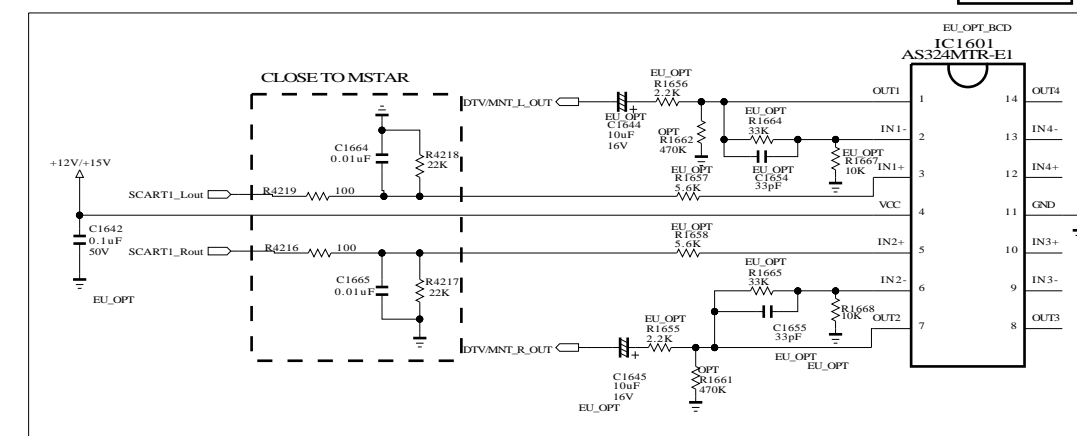 EU_OPT_BCD
IC1601
AS324MTR-E1
CLOSE TO MSTAR
DTV/MNT_L_OUT
EU_OPT
C1644
10uF
16V
EU_OPT
R1656
2.2K
OPT
R1662
470K
EU_OPT
R1664
33K
EU_OPT
C1654
33pF
EU_OPT
R1667
10K
OUT1
1
14
OUT4
IN1-
2
13
IN4-
IN1+
3
12
IN4+
VCC
4
11
GND
IN2+
5
10
IN3+
IN2-
6
9
IN3-
OUT2
7
8
OUT3
+12V/+15V
C1642
0.1uF
50V
EU_OPT
SCART1_Lout
R4219
100
C1664
0.01uF
R4218
22K
EU_OPT
R1657
5.6K
SCART1_Rout
R4216
100
C1665
0.01uF
R4217
22K
EU_OPT
R1658
5.6K
EU_OPT
R1665
33K
C1655
33pF
EU_OPT
R1668
10K
EU_OPT
DTV/MNT_R_OUT
C1645
10uF
16V
EU_OPT
EU_OPT
R1655
2.2K
OPT
R1661
470K